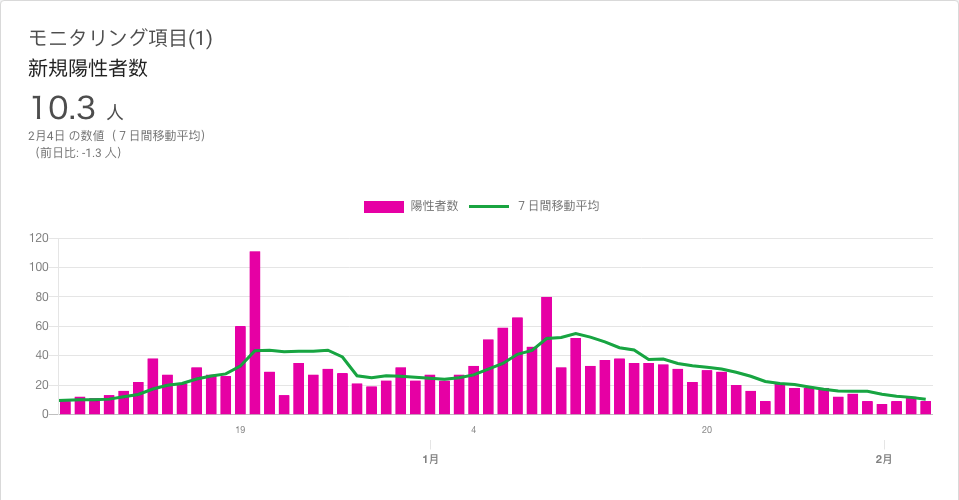 モニタリング項目(1)
新規陽性者数
10.3 人
2月4日 の数値（７日間移動平均）
（前日比: -1.3 人）
陽性者数 ７日間移動平均
120
100
80
60
40
20
0
19 4 20
1月 2月